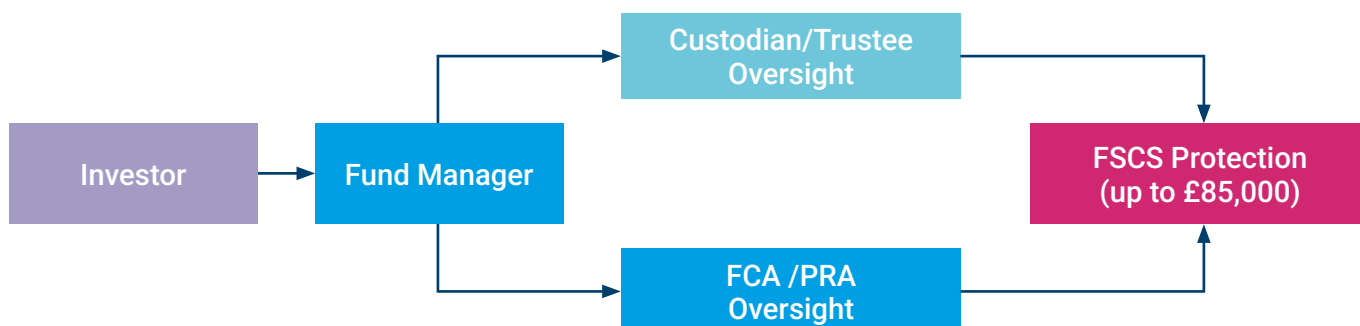 Investor
Fund Manager
Custodian/Trustee
Oversight
FCA /PRA
Oversight
FSCS Protection
(up to £85,000)